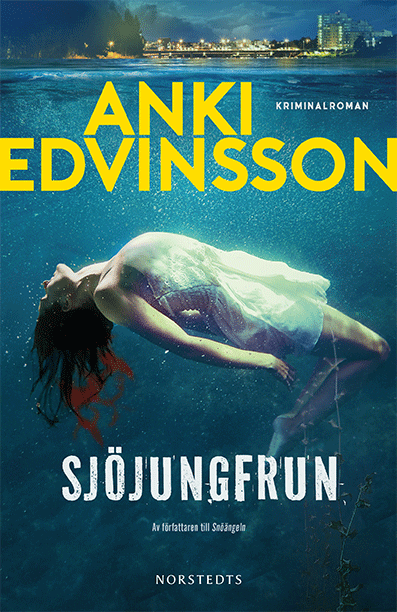 ANKI
KRIMINALROMAN
EDVINSSON
SJÖJUNGFRUN
Av författaren till Snöängeln
NORSTEDTS